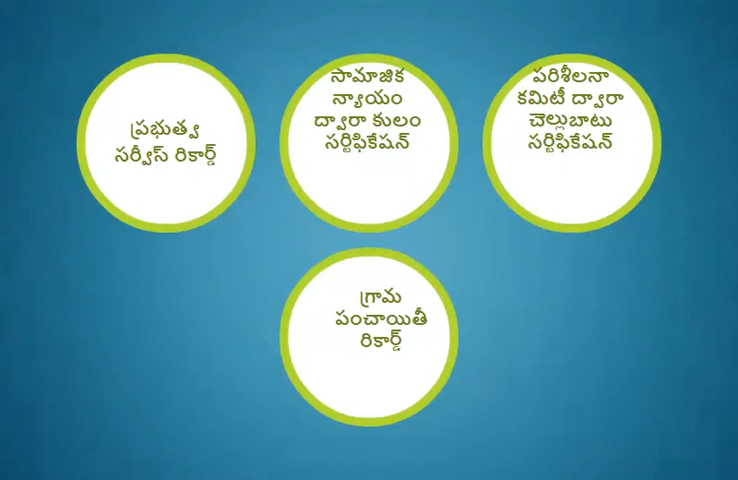 ప్రభుత్వ
సర్వీస్ రికార్డ్
సామాజిక
న్యాయం
ద్వారా కులం
సర్టిఫికేషన్
పరిశీలనా
కమిటీ ద్వారా
చెల్లుబాటు
సర్టిఫికేషన్
గ్రామ
పంచాయితీ
రికార్డ్